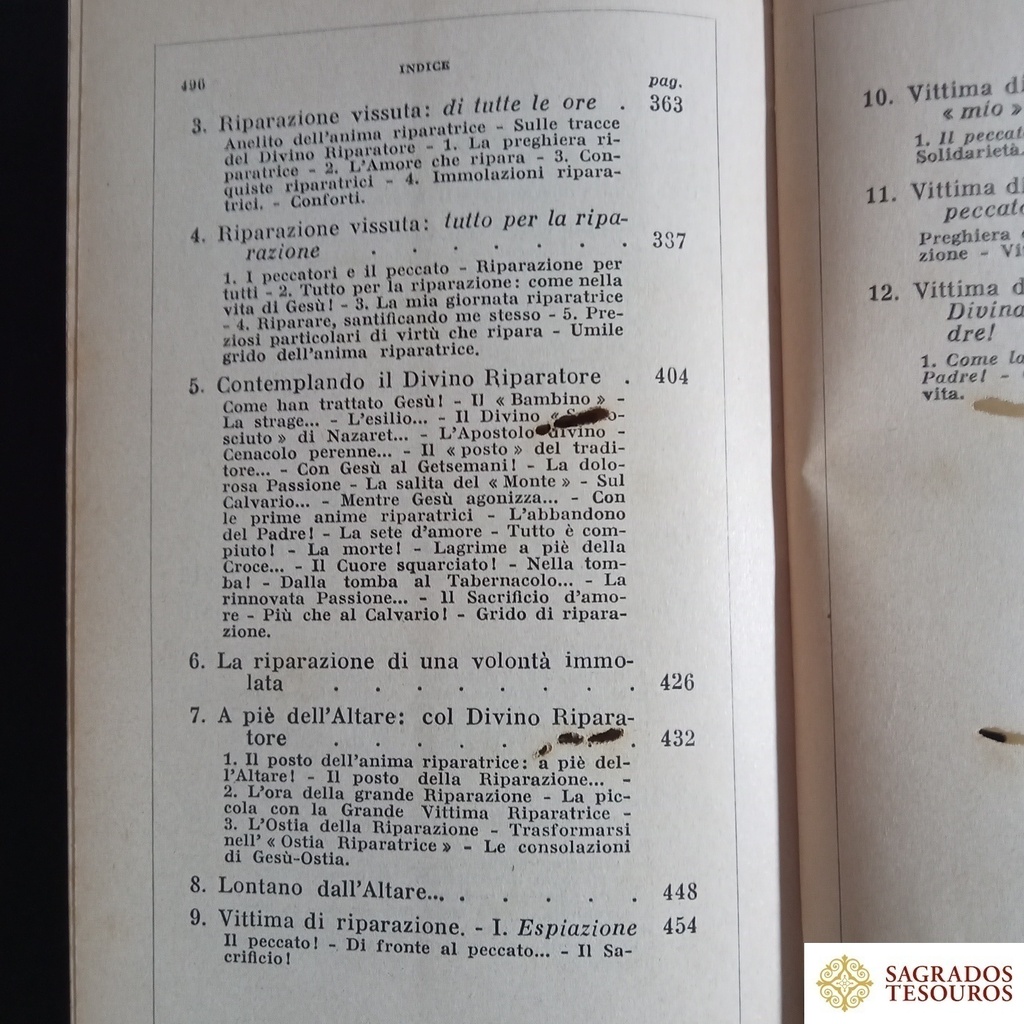 496
INDICE
pag.
3. Riparazione vissuta: di tutte le ore . 363
Anelito dell'anima riparatrice - Sulle tracce
del Divino Riparatore - 1. La preghiera ri-
paratrice - 2. L'Amore che ripara - 3. Con-
quiste riparatrici - 4. Immolazioni ripara-
trici. - Conforti.
4. Riparazione vissuta: tutto per la ripa-
razione . . . . . . . 387
1. I peccatori e il peccato - Riparazione per
tutti - 2. Tutto per la riparazione: come nella
vita di Gesù! - 3. La mia giornata riparatrice
- 4. Riparare, santificando me stesso - 5. Pre-
ziosi particolari di virtù che ripara - Umile
grido dell'anima riparatrice.
5. Contemplando il Divino Riparatore . 404
Come han trattato Gesù! - Il « Bambino » -
La strage... - L'esilio... - Il Divino
sciuto » di Nazaret... - L'Apostolo divino -
Cenacolo perenne... - Il « posto » del tradi-
tore... - Con Gesù al Getsemani! - La dolo-
rosa Passione - La salita del « Monte » - Sul
Calvario... - Mentre Gesù agonizza... - Con
le prime anime riparatrici - L'abbandono
del Padre! - La sete d'amore - Tutto è com-
piuto! - La morte! - Lagrime a piè della
Croce... - Il Cuore squarciato! - Nella tom-
ba! - Dalla tomba al Tabernacolo... - La
rinnovata Passione... - Il Sacrificio d'amo-
re - Più che al Calvario! - Grido di ripara-
zione.
6. La riparazione di una volontà immo-
lata . . . . . . . . 426
7. A piè dell'Altare: col Divino Ripara-
tore . . . . . . . . 432
1. Il posto dell'anima riparatrice: a piè del-
l'Altare! - Il posto della Riparazione... -
2. L'ora della grande Riparazione - La pic-
cola con la Grande Vittima Riparatrice -
3. L'Ostia della Riparazione - Trasformarsi
nell' « Ostia Riparatrice » - Le consolazioni
di Gesù-Ostia.
8. Lontano dall'Altare... . . . . . 448
9. Vittima di riparazione. - I. Espiazione 454
Il peccato! - Di fronte al peccato... - Il Sa-
crificio!
10. Vittima di
« mio »
1. Il peccato
Solidarietà.
11. Vittima di
peccato
Preghiera
zione -
12. Vittima
Divina
dre!
1. Come la
Padre! -
vita.
SAGRADOS
TESOUROS